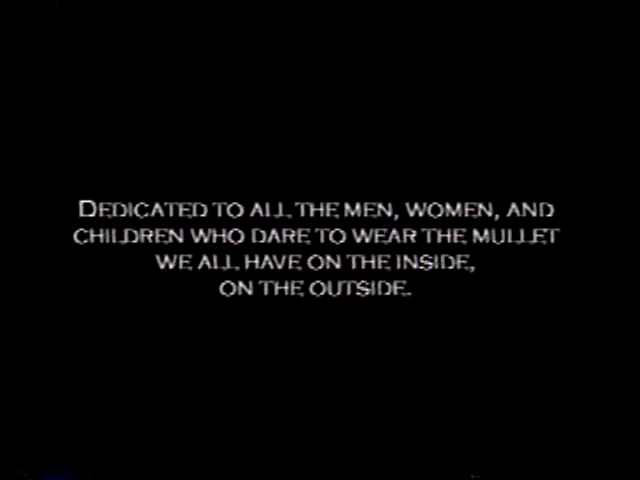 DEDICATED TO ALL THE MEN, WOMEN, AND
CHILDREN WHO DARE TO WEAR THE MULLET
WE ALL HAVE ON THE INSIDE,
ON THE OUTSIDE.